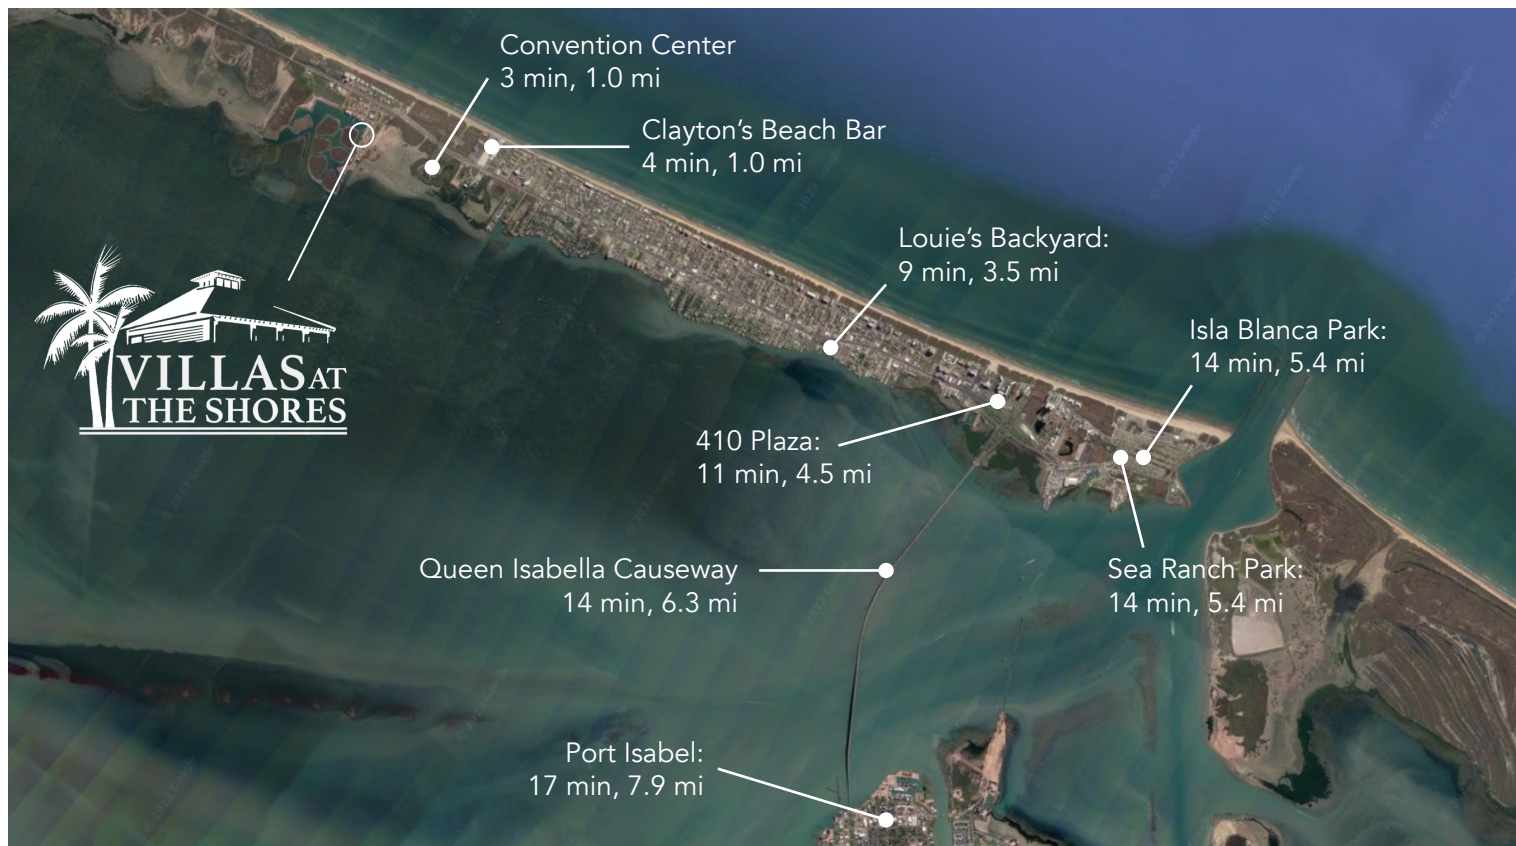 Convention Center
3 min, 1.0 mi
Clayton's Beach Bar
4 min, 1.0 mi
Louie's Backyard:
9 min, 3.5 mi
Isla Blanca Park:
14 min, 5.4 mi
VILLAS AT
THE SHORES
410 Plaza:
11 min, 4.5 mi
Queen Isabella Causeway
14 min, 6.3 mi
Sea Ranch Park:
14 min, 5.4 mi
Port Isabel:
17 min, 7.9 mi